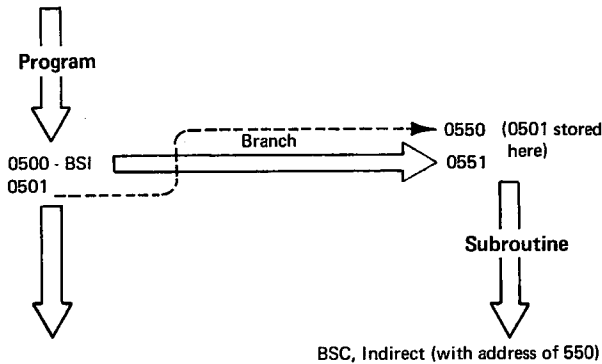 Program
0500 - BSI
0501
Branch
0550 (0501 stored
here)
0551
Subroutine
BSC, Indirect (with address of 550)